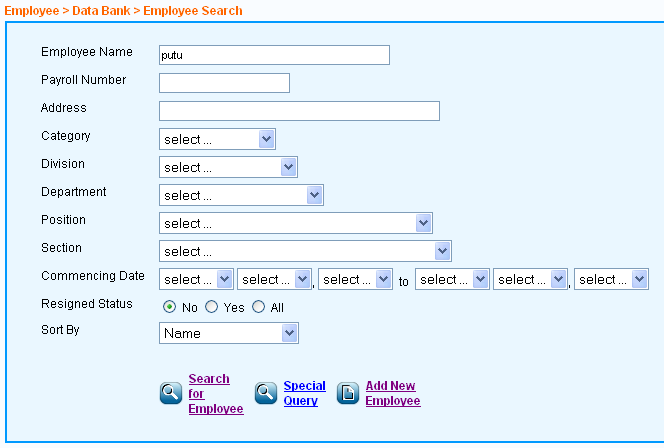 Employee > Data Bank > Employee Search
Employee Name putu
Payroll Number
Address
Category select ...
Division select ...
Department select ...
Position select ...
Section select ...
Commencing Date select ... select ... , select ... to select ... select ... , select ...
Resigned Status No Yes All
Sort By Name
Search
for
Employee
Special
Query
Add New
Employee